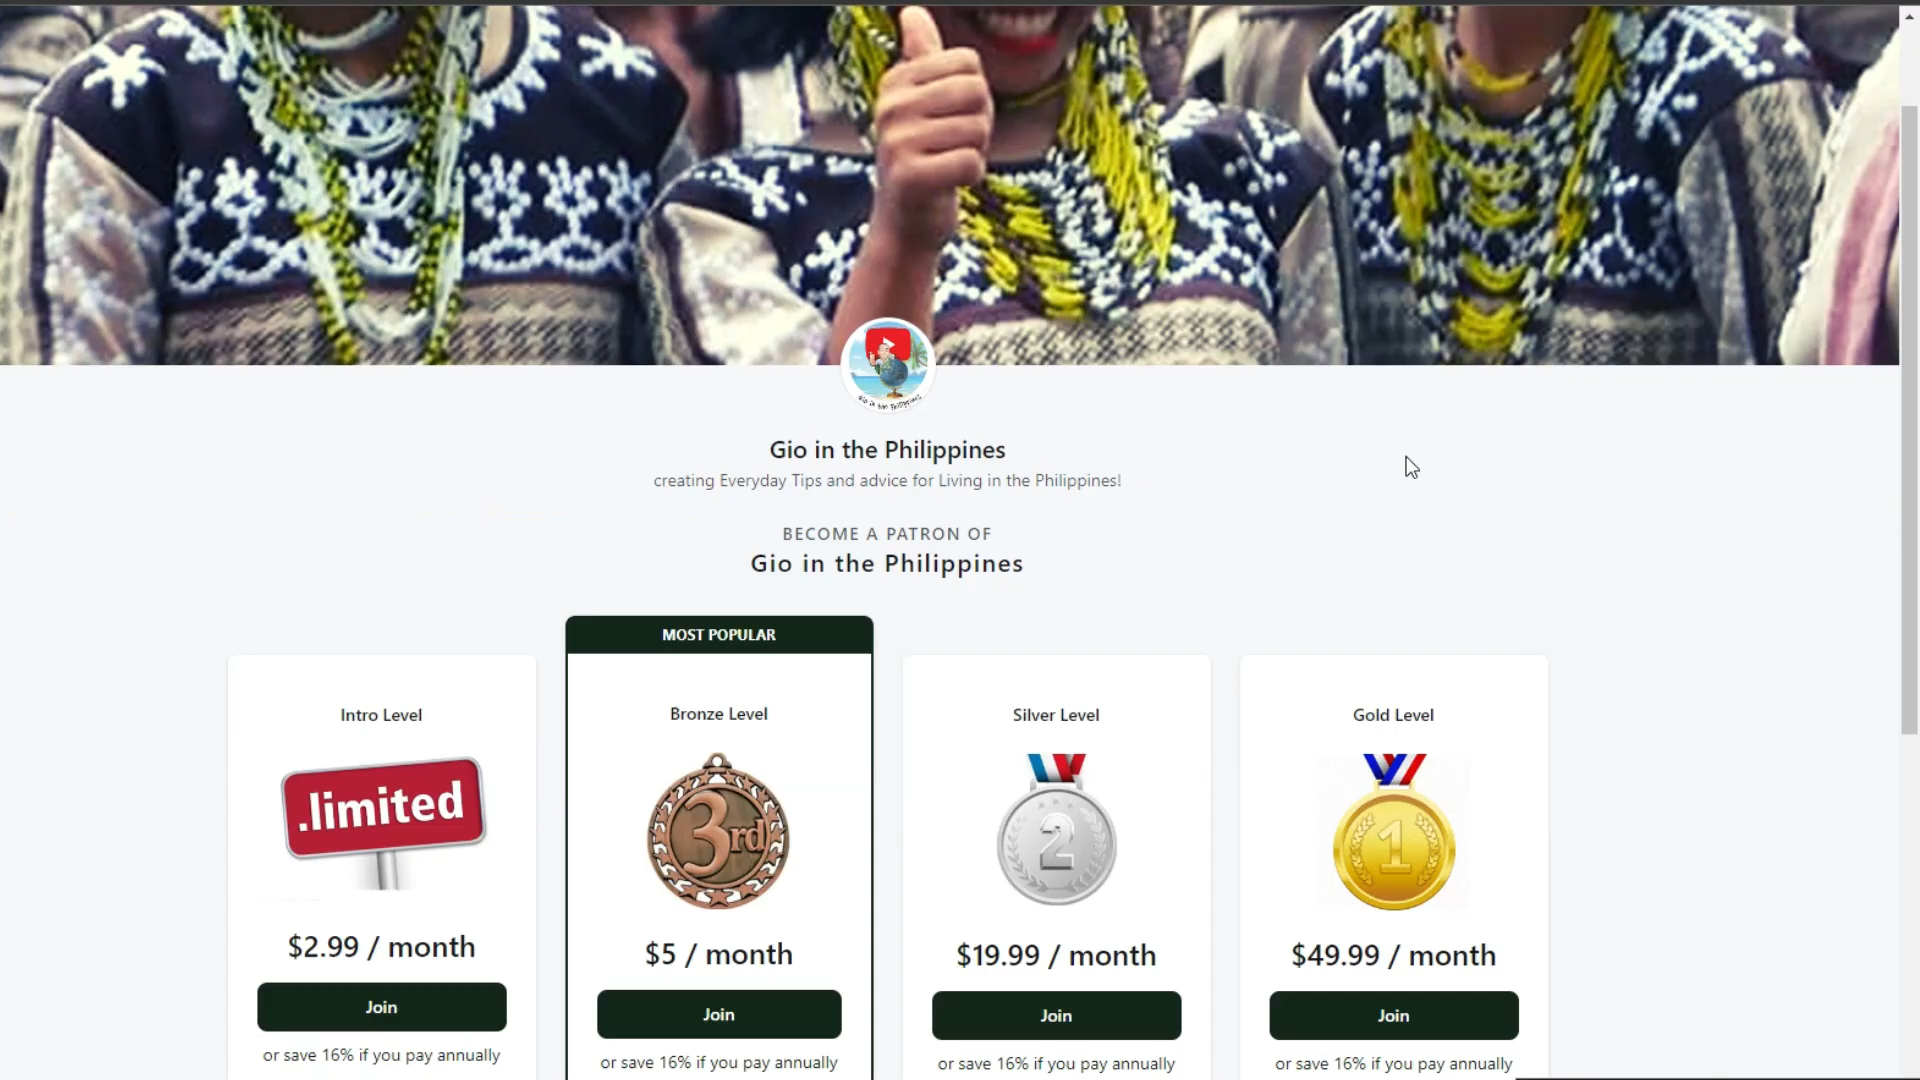 Gio in the Philippines
Gio in the Philippines
creating Everyday Tips and advice for Living in the Philippines!
BECOME A PATRON OF
Gio in the Philippines
MOST POPULAR
Intro Level
Bronze Level
Silver Level
Gold Level
.limited
3rd
2
1
$2.99 / month
$5 / month
$19.99 / month
$49.99 / month
Join
Join
Join
Join
or save 16% if you pay annually
or save 16% if you pay annually
or save 16% if you pay annually
or save 16% if you pay annually